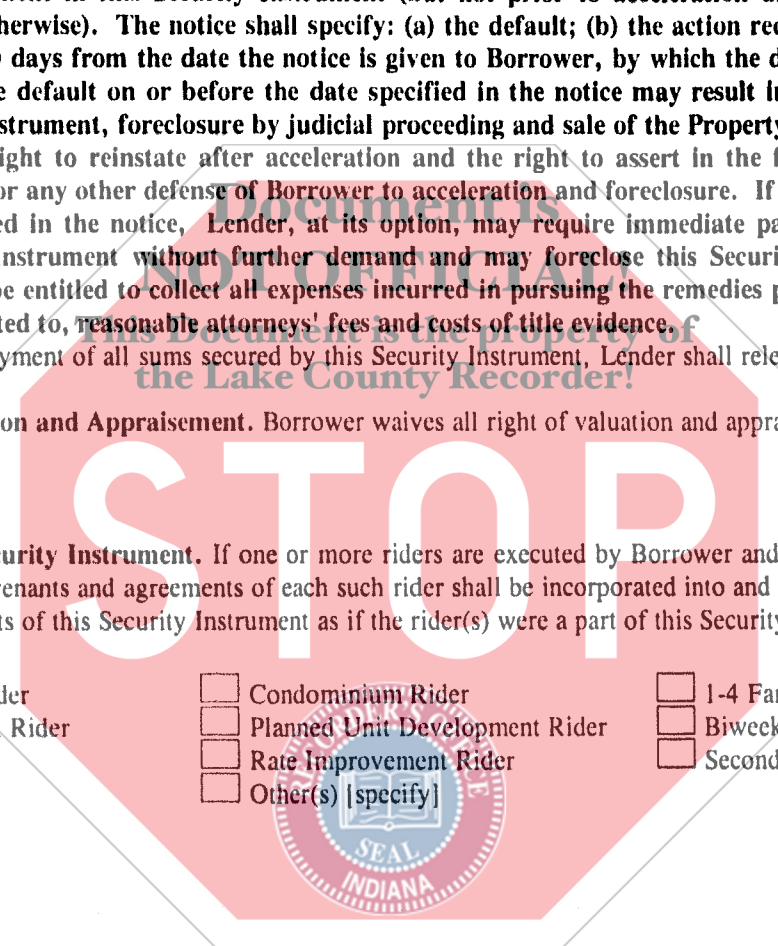 otherwise). The notice shall specify: (a) the default; (b) the action
days from the date the notice is given to Borrower, by which the
default on or before the date specified in the notice may result
strument, foreclosure by judicial proceeding and sale of the Property
ight to reinstate after acceleration and the right to assert in the
or any other defense of Borrower to acceleration and foreclosure. If
ed in the notice, Lender, at its option, may require immediate
nstrument without further demand and may foreclose this
be entitled to collect all expenses incurred in pursuing the remedies
ted to, reasonable attorneys' fees and costs of title evidence.
yment of all sums secured by this Security Instrument, Lender shall
Document is
NOT OFFICIAL!
This Document is the property of
the Lake County Recorder!
on and Appraisement. Borrower waives all right of valuation and
STOP
urity Instrument. If one or more riders are executed by Borrower and
enants and agreements of each such rider shall be incorporated into and
ts of this Security Instrument as if the rider(s) were a part of this Security
der Condominium Rider 1-4
Rider Planned Unit Development Rider Biweek
Rate Improvement Rider Second
Other(s) [specify]
RECORDER'S OFFICE
SEAL
INDIANA